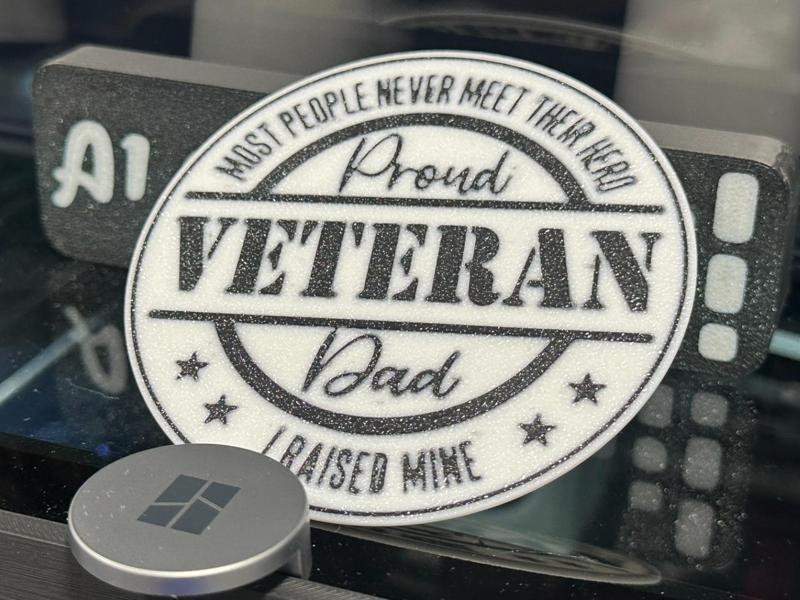 MOST PEOPLE NEVER MEET THEIR HERO
A1
Proud
VETERAN
Dad
I RAISED MINE